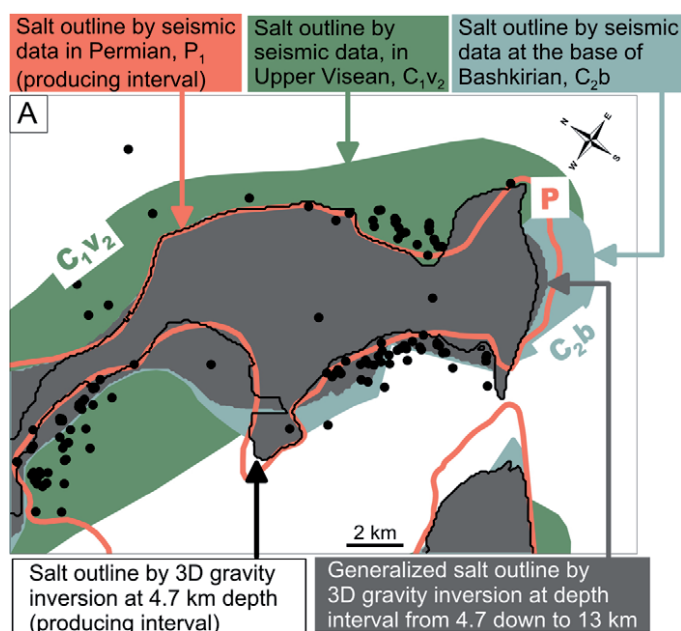 Salt outline by seismic
data in Permian, P1
(producing interval)
Salt outline by
seismic data, in
Upper Visean, C1v2
Salt outline by seismic
data at the base of
Bashkirian, C2b
A
N
E
W
S
P
C1v2
C2b
2 km
Salt outline by 3D gravity
inversion at 4.7 km depth
(producing interval)
Generalized salt outline by
3D gravity inversion at depth
interval from 4.7 down to 13 km